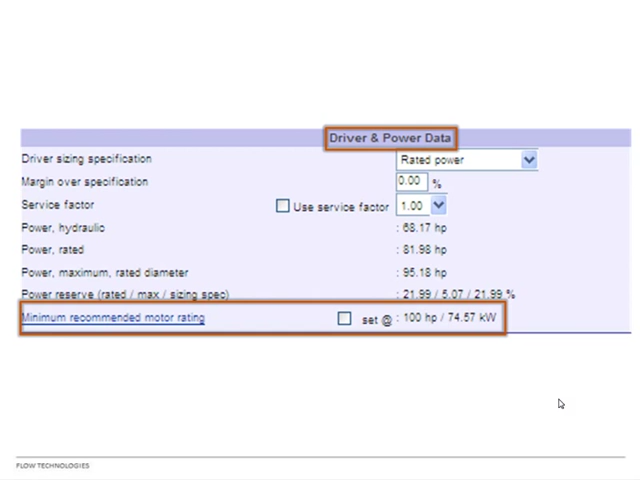 Driver & Power Data
Driver sizing specification Rated power
Margin over specification 0.00 %
Service factor Use service factor 1.00
Power, hydraulic : 68.17 hp
Power, rated : 81.98 hp
Power, maximum, rated diameter : 95.18 hp
Power reserve (rated / max / sizing spec) : 21.99 / 5.07 / 21.99 %
Minimum recommended motor rating set @ : 100 hp / 74.57 kW
FLOW TECHNOLOGIES